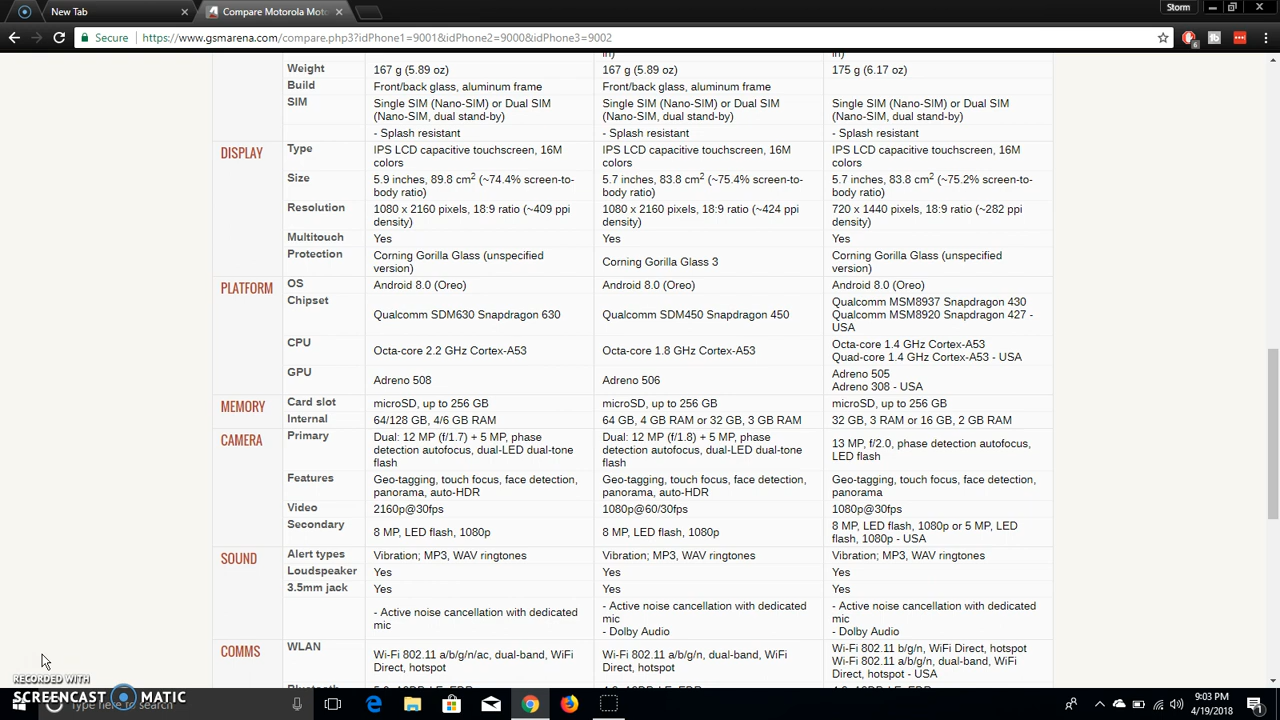 New Tab
Compare Motorola Moto
Storm
Secure
https://www.gsmarena.com/compare.php3?idPhone1=9001&idPhone2=9000&idPhone3=9002
6
in)
Weight 167 g (5.89 oz) 167 g (5.89 oz) 175 g (6.17 oz)
Build Front/back glass, aluminum frame Front/back glass, aluminum frame
SIM Single SIM (Nano-SIM) or Dual SIM Single SIM (Nano-SIM) or Dual SIM Single SIM (Nano-SIM) or Dual SIM
(Nano-SIM, dual stand-by) (Nano-SIM, dual stand-by) (Nano-SIM, dual stand-by)
- Splash resistant - Splash resistant - Splash resistant
DISPLAY Type IPS LCD capacitive touchscreen, 16M IPS LCD capacitive touchscreen, 16M IPS LCD capacitive touchscreen, 16M
colors colors colors
Size 5.9 inches, 89.8 cm2 (~74.4% screen-to- 5.7 inches, 83.8 cm2 (~75.4% screen-to- 5.7 inches, 83.8 cm2 (~75.2% screen-to-
body ratio) body ratio) body ratio)
Resolution 1080 x 2160 pixels, 18:9 ratio (~409 ppi 1080 x 2160 pixels, 18:9 ratio (~424 ppi 720 x 1440 pixels, 18:9 ratio (~282 ppi
density) density) density)
Multitouch Yes Yes Yes
Protection Corning Gorilla Glass (unspecified Corning Gorilla Glass 3 Corning Gorilla Glass (unspecified
version) version)
PLATFORM OS Android 8.0 (Oreo) Android 8.0 (Oreo) Android 8.0 (Oreo)
Chipset Qualcomm SDM630 Snapdragon 630 Qualcomm SDM450 Snapdragon 450 Qualcomm MSM8937 Snapdragon 430
Qualcomm MSM8920 Snapdragon 427 -
USA
CPU Octa-core 2.2 GHz Cortex-A53 Octa-core 1.8 GHz Cortex-A53 Octa-core 1.4 GHz Cortex-A53
Quad-core 1.4 GHz Cortex-A53 - USA
GPU Adreno 508 Adreno 506 Adreno 505
Adreno 308 - USA
MEMORY Card slot microSD, up to 256 GB microSD, up to 256 GB microSD, up to 256 GB
Internal 64/128 GB, 4/6 GB RAM 64 GB, 4 GB RAM or 32 GB, 3 GB RAM 32 GB, 3 RAM or 16 GB, 2 GB RAM
CAMERA Primary Dual: 12 MP (f/1.7) + 5 MP, phase Dual: 12 MP (f/1.8) + 5 MP, phase 13 MP, f/2.0, phase detection autofocus,
detection autofocus, dual-LED dual-tone detection autofocus, dual-LED dual-tone LED flash
flash flash
Features Geo-tagging, touch focus, face detection, Geo-tagging, touch focus, face detection, Geo-tagging, touch focus, face detection,
panorama, auto-HDR panorama, auto-HDR panorama
Video 2160p@30fps 1080p@60/30fps 1080p@30fps
Secondary 8 MP, LED flash, 1080p 8 MP, LED flash, 1080p 8 MP, LED flash, 1080p or 5 MP, LED
flash, 1080p - USA
SOUND Alert types Vibration; MP3, WAV ringtones Vibration; MP3, WAV ringtones Vibration; MP3, WAV ringtones
Loudspeaker Yes Yes Yes
3.5mm jack Yes Yes Yes
- Active noise cancellation with dedicated - Active noise cancellation with dedicated - Active noise cancellation with dedicated
mic mic mic
- Dolby Audio - Dolby Audio
COMMS WLAN Wi-Fi 802.11 a/b/g/n/ac, dual-band, WiFi Wi-Fi 802.11 a/b/g/n, dual-band, WiFi Wi-Fi 802.11 b/g/n, WiFi Direct, hotspot
Direct, hotspot Direct, hotspot Wi-Fi 802.11 a/b/g/n, dual-band, WiFi
Direct, hotspot - USA
RECORDED WITH
SCREENCAST MATIC
Type here to search
9:03 PM
4/19/2018
1